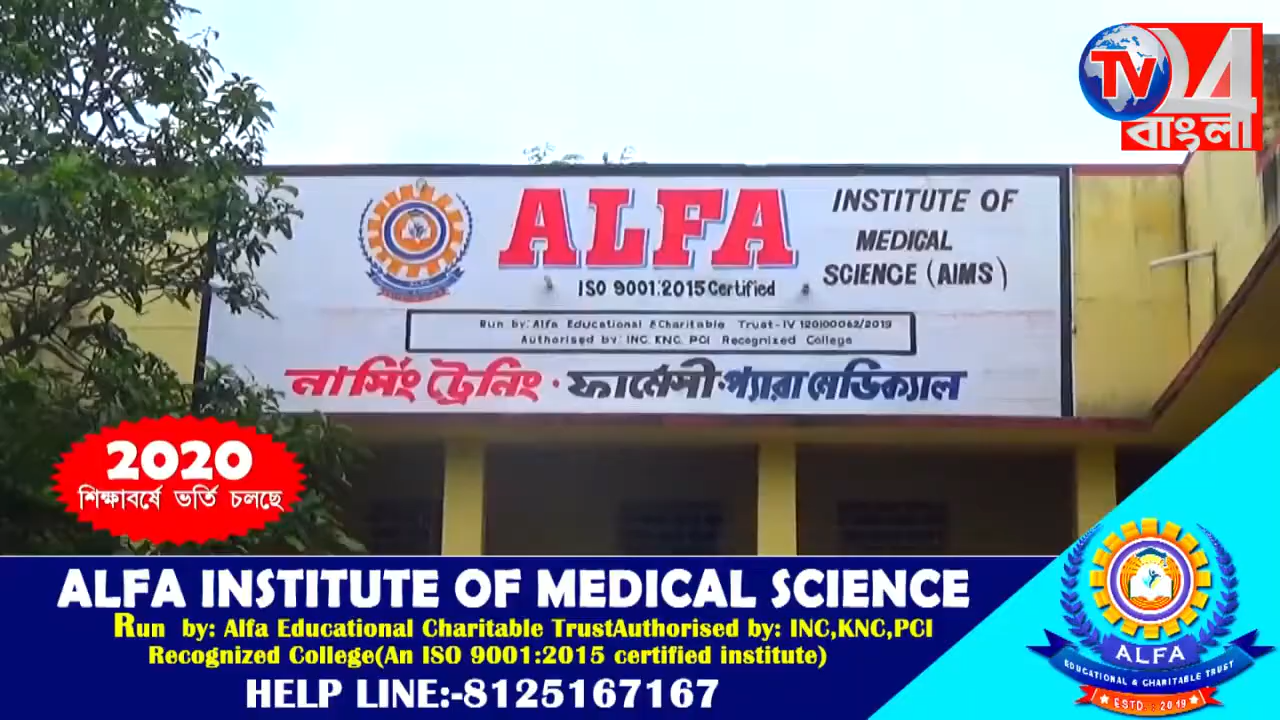 TV 24
বাংলা
ALFA
INSTITUTE OF
MEDICAL
SCIENCE (AIMS)
ISO 9001:2015 Certified
Run by: Alfa Educational & Charitable Trust-IV 120100062/2019
Authorised by: INC, KNC, PCI Recognized College
নার্সিং ট্রেনিং · ফার্মেসী · প্যারা মেডিক্যাল
2020
শিক্ষাবর্ষে ভর্তি চলছে
ALFA INSTITUTE OF MEDICAL SCIENCE
Run by: Alfa Educational Charitable TrustAuthorised by: INC,KNC,PCI
Recognized College(An ISO 9001:2015 certified institute)
HELP LINE:-8125167167
ALFA
EDUCATIONAL & CHARITABLE TRUST
ESTD. : 2019